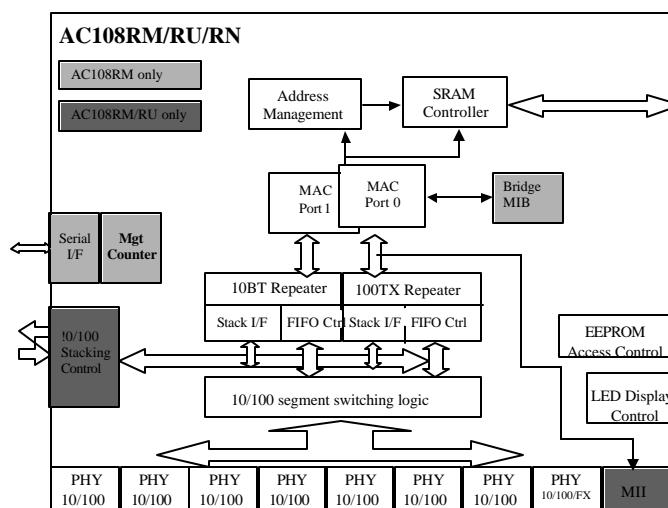 AC108RM/RU/RN
AC108RM only
AC108RM/RU only
Address
Management
SRAM
Controller
MAC
Port 1
MAC
Port 0
Bridge
MIB
Serial
I/F
Mgt
Counter
10BT Repeater
100TX Repeater
Stack I/F
FIFO Ctrl
Stack I/F
FIFO Ctrl
!0/100
Stacking
Control
EEPROM
Access Control
LED Display
Control
10/100 segment switching logic
PHY
10/100
PHY
10/100
PHY
10/100
PHY
10/100
PHY
10/100
PHY
10/100
PHY
10/100
PHY
10/100/FX
MII